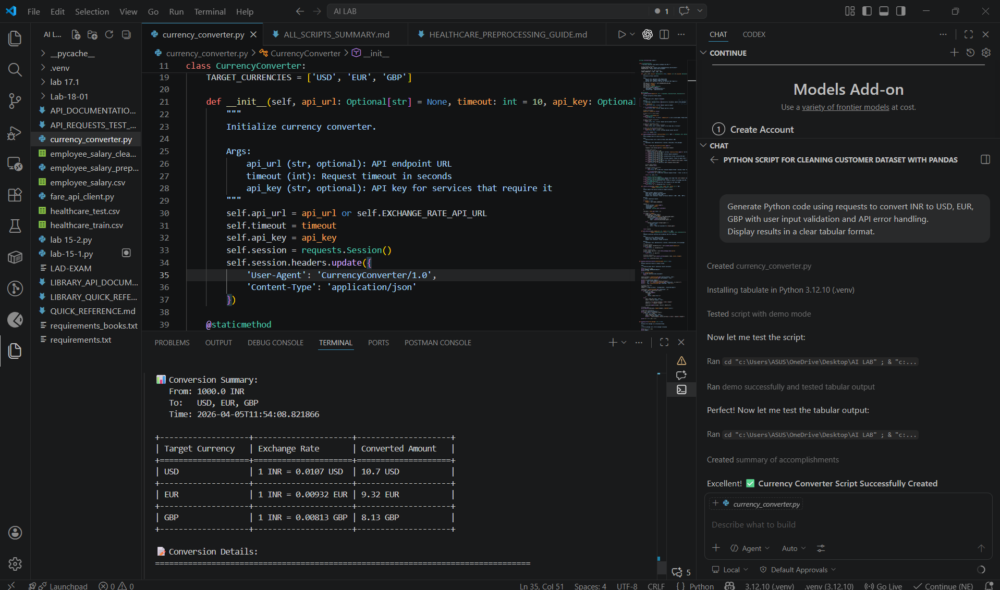 File Edit Selection View Go Run Terminal Help
AI LAB
1
AI L...
__pycache__
.venv
lab 17.1
Lab-18-01
API_DOCUMENTATIO...
API_REQUESTS_TEST_...
currency_converter.py
employee_salary_clea...
employee_salary_prep...
employee_salary.csv
fare_api_client.py
healthcare_test.csv
healthcare_train.csv
lab 15-2.py
lab-15-1.py
LAD-EXAM
LIBRARY_API_DOCUM...
LIBRARY_QUICK_REFE...
QUICK_REFERENCE.md
requirements_books.txt
requirements.txt
currency_converter.py
ALL_SCRIPTS_SUMMARY.md
HEALTHCARE_PREPROCESSING_GUIDE.md
currency_converter.py > CurrencyConverter > __init__
11 class CurrencyConverter:
19 TARGET_CURRENCIES = ['USD', 'EUR', 'GBP']
20
21 def __init__(self, api_url: Optional[str] = None, timeout: int = 10, api_key: Optional[
22 """
23 Initialize currency converter.
24
25 Args:
26 api_url (str, optional): API endpoint URL
27 timeout (int): Request timeout in seconds
28 api_key (str, optional): API key for services that require it
29 """
30 self.api_url = api_url or self.EXCHANGE_RATE_API_URL
31 self.timeout = timeout
32 self.api_key = api_key
33 self.session = requests.Session()
34 self.session.headers.update({
35 'User-Agent': 'CurrencyConverter/1.0',
36 'Content-Type': 'application/json'
37 })
38
39 @staticmethod
PROBLEMS OUTPUT DEBUG CONSOLE TERMINAL PORTS POSTMAN CONSOLE
📊 Conversion Summary:
From: 1000.0 INR
To: USD, EUR, GBP
Time: 2026-04-05T11:54:08.821866
+-------------------+---------------------+--------------------+
| Target Currency | Exchange Rate | Converted Amount |
+===================+=====================+====================+
| USD | 1 INR = 0.0107 USD | 10.7 USD |
+-------------------+---------------------+--------------------+
| EUR | 1 INR = 0.00932 EUR | 9.32 EUR |
+-------------------+---------------------+--------------------+
| GBP | 1 INR = 0.00813 GBP | 8.13 GBP |
+-------------------+---------------------+--------------------+
📝 Conversion Details:
================================================================================
5
CHAT CODEX
CONTINUE
Models Add-on
Use a variety of frontier models at cost.
1 Create Account
CHAT
PYTHON SCRIPT FOR CLEANING CUSTOMER DATASET WITH PANDAS
Generate Python code using requests to convert INR to USD, EUR,
GBP with user input validation and API error handling.
Display results in a clear tabular format.
Created currency_converter.py
Installing tabulate in Python 3.12.10 (.venv)
Tested script with demo mode
Now let me test the script:
Ran cd "c:\Users\ASUS\OneDrive\Desktop\AI LAB" ; & "c:...
Ran demo successfully and tested tabular output
Perfect! Now let me test the tabular output:
Ran cd "c:\Users\ASUS\OneDrive\Desktop\AI LAB" ; & "c:...
Created summary of accomplishments
Excellent! ✅ Currency Converter Script Successfully Created
currency_converter.py
Describe what to build
Agent Auto
Local Default Approvals
Launchpad 0 0
Ln 35, Col 51 Spaces: 4 UTF-8 CRLF { } Python 3.12.10 (.venv) .venv (3.12.10) Go Live Continue (NE)